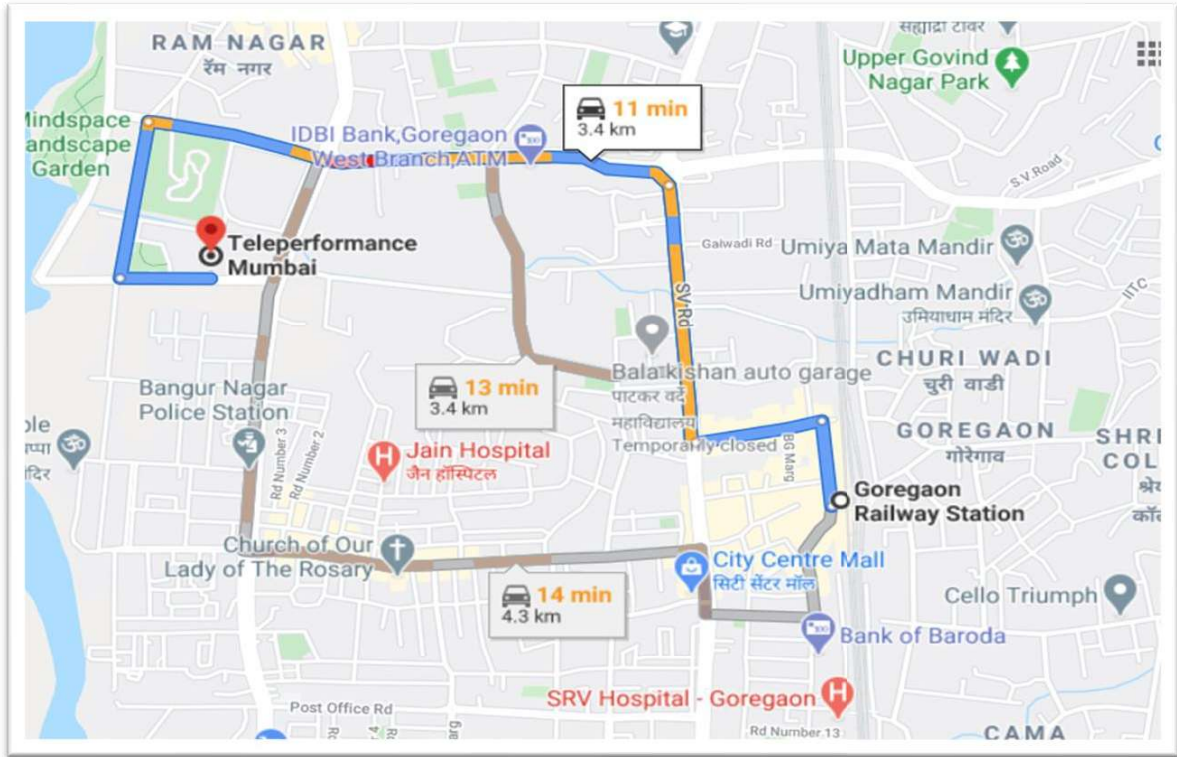 RAM NAGAR
रॅम नगर
सह्याद्री टावर
Upper Govind
Nagar Park
11 min
3.4 km
Mindspace
Landscape
Garden
IDBI Bank,Goregaon
West Branch,ATM
S.V.Road
Teleperformance
Mumbai
Galwadi Rd
Umiya Mata Mandir
SV Rd
Umiyadham Mandir
उमियाधाम मंदिर
IITC
13 min
3.4 km
Bala kishan auto garage
पाटकर वर्दे
महाविद्यालय
Temporarily closed
CHURI WADI
चुरी वाडी
Bangur Nagar
Police Station
Rd Number 3
Rd Number 2
Jain Hospital
जैन हॉस्पिटल
BG Marg
GOREGAON
गोरेगाव
SHRI
COL
Goregaon
Railway Station
Church of Our
Lady of The Rosary
City Centre Mall
सिटी सेंटर मॉल
14 min
4.3 km
Cello Triumph
Bank of Baroda
SRV Hospital - Goregaon
Post Office Rd
Rd Number 13
CAMA